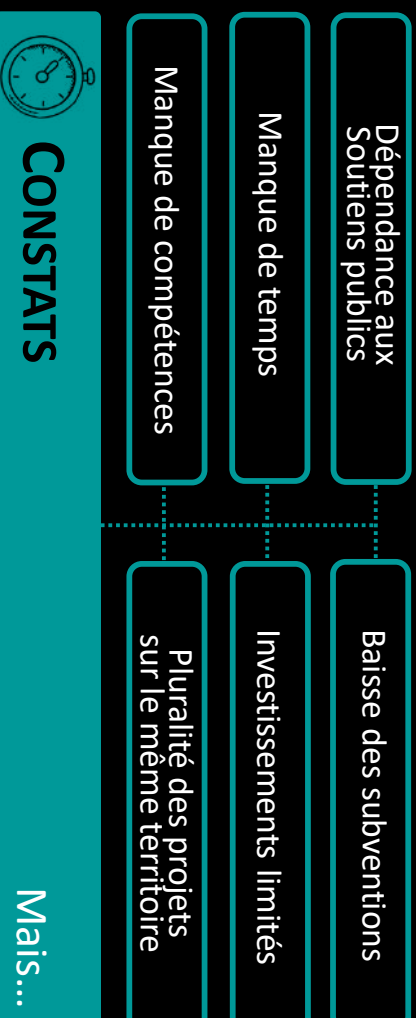 Dépendance aux
Soutiens publics
Baisse des subventions
Manque de temps
Investissements limités
Manque de compétences
Pluralité des projets
sur le même territoire
CONSTATS
Mais...